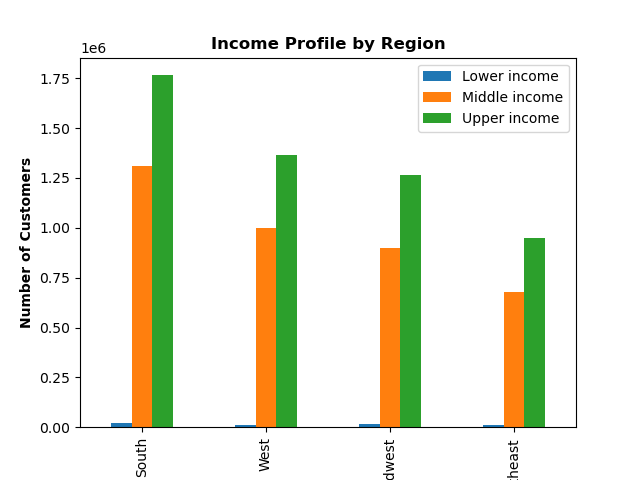 Income Profile by Region
1e6
Lower income
Middle income
Upper income
1.75
1.50
1.25
1.00
0.75
0.50
0.25
0.00
Number of Customers
South
West
dwest
theast